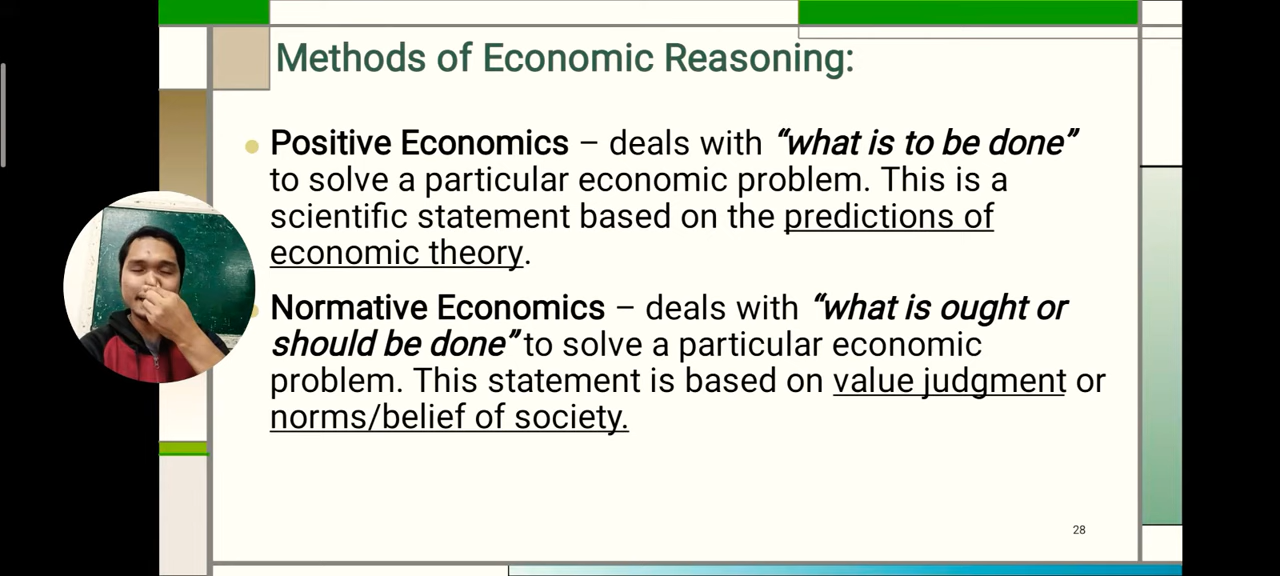 Methods of Economic Reasoning:
Positive Economics – deals with “what is to be done”
to solve a particular economic problem. This is a
scientific statement based on the predictions of
economic theory.
Normative Economics – deals with “what is ought or
should be done” to solve a particular economic
problem. This statement is based on value judgment or
norms/belief of society.
28